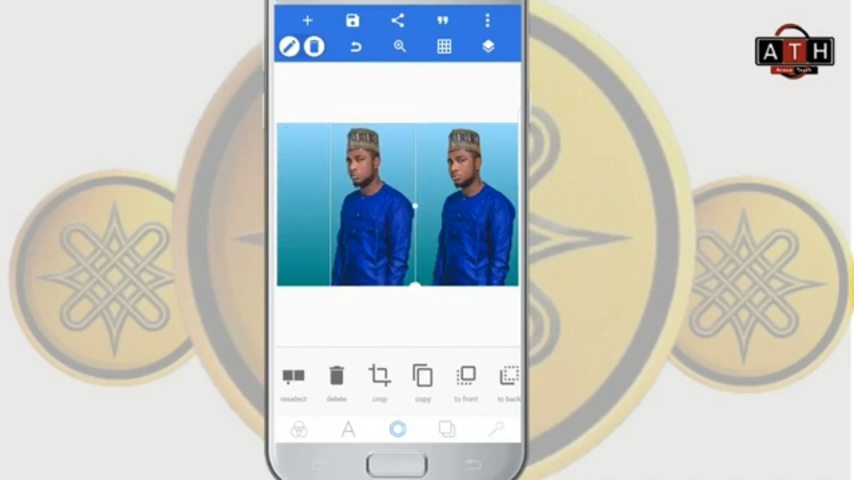 ATH
reselect
delete
crop
copy
to front
to back